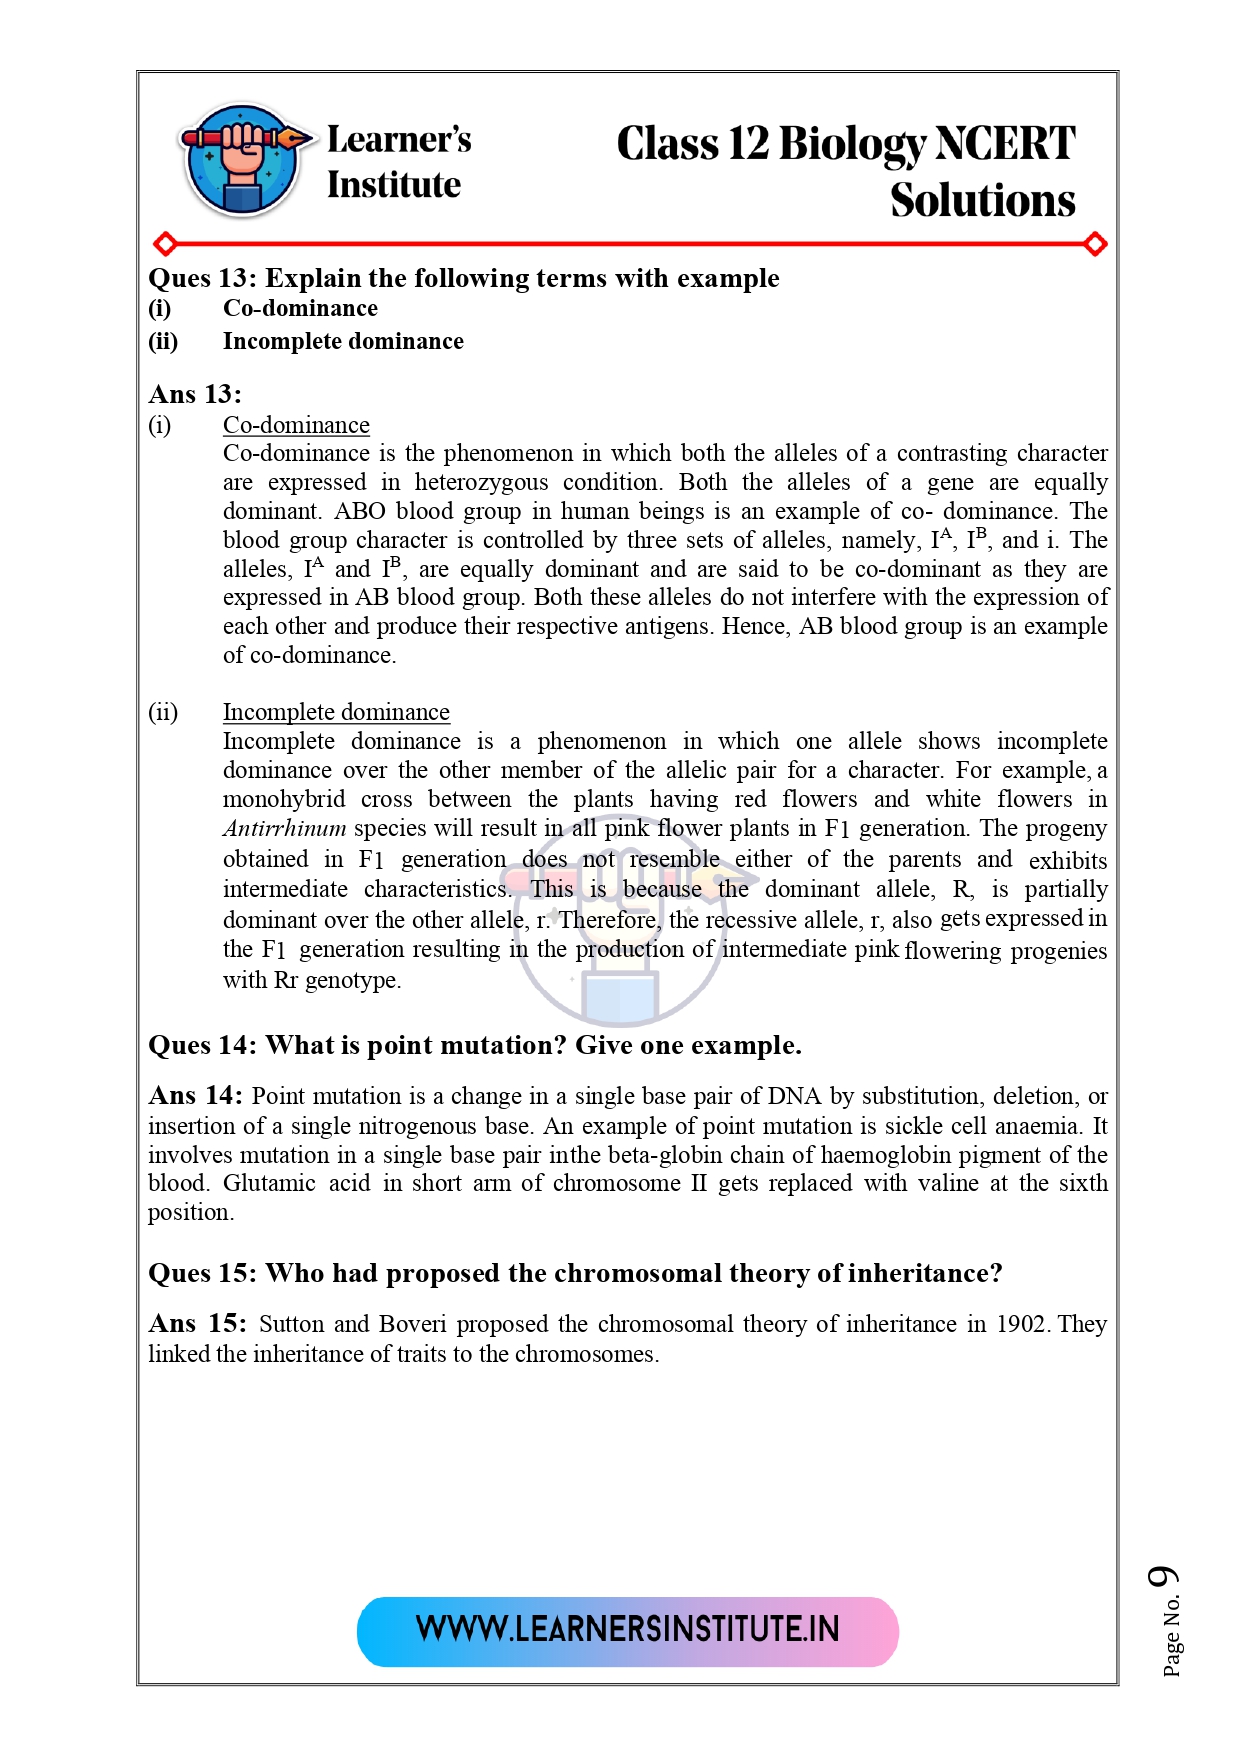 Learner's
Institute
Class 12 Biology NCERT
Solutions
Ques 13: Explain the following terms with example
(i) Co-dominance
(ii) Incomplete dominance
Ans 13:
(i) Co-dominance
Co-dominance is the phenomenon in which both the alleles of a contrasting character
are expressed in heterozygous condition. Both the alleles of a gene are equally
dominant. ABO blood group in human beings is an example of co- dominance. The
blood group character is controlled by three sets of alleles, namely, Iᴬ, Iᴮ, and i. The
alleles, Iᴬ and Iᴮ, are equally dominant and are said to be co-dominant as they are
expressed in AB blood group. Both these alleles do not interfere with the expression of
each other and produce their respective antigens. Hence, AB blood group is an example
of co-dominance.
(ii) Incomplete dominance
Incomplete dominance is a phenomenon in which one allele shows incomplete
dominance over the other member of the allelic pair for a character. For example, a
monohybrid cross between the plants having red flowers and white flowers in
Antirrhinum species will result in all pink flower plants in F1 generation. The progeny
obtained in F1 generation does not resemble either of the parents and exhibits
intermediate characteristics. This is because the dominant allele, R, is partially
dominant over the other allele, r. Therefore, the recessive allele, r, also gets expressed in
the F1 generation resulting in the production of intermediate pink flowering progenies
with Rr genotype.
Ques 14: What is point mutation? Give one example.
Ans 14: Point mutation is a change in a single base pair of DNA by substitution, deletion, or
insertion of a single nitrogenous base. An example of point mutation is sickle cell anaemia. It
involves mutation in a single base pair inthe beta-globin chain of haemoglobin pigment of the
blood. Glutamic acid in short arm of chromosome II gets replaced with valine at the sixth
position.
Ques 15: Who had proposed the chromosomal theory of inheritance?
Ans 15: Sutton and Boveri proposed the chromosomal theory of inheritance in 1902. They
linked the inheritance of traits to the chromosomes.
WWW.LEARNERSINSTITUTE.IN
Page No. 9